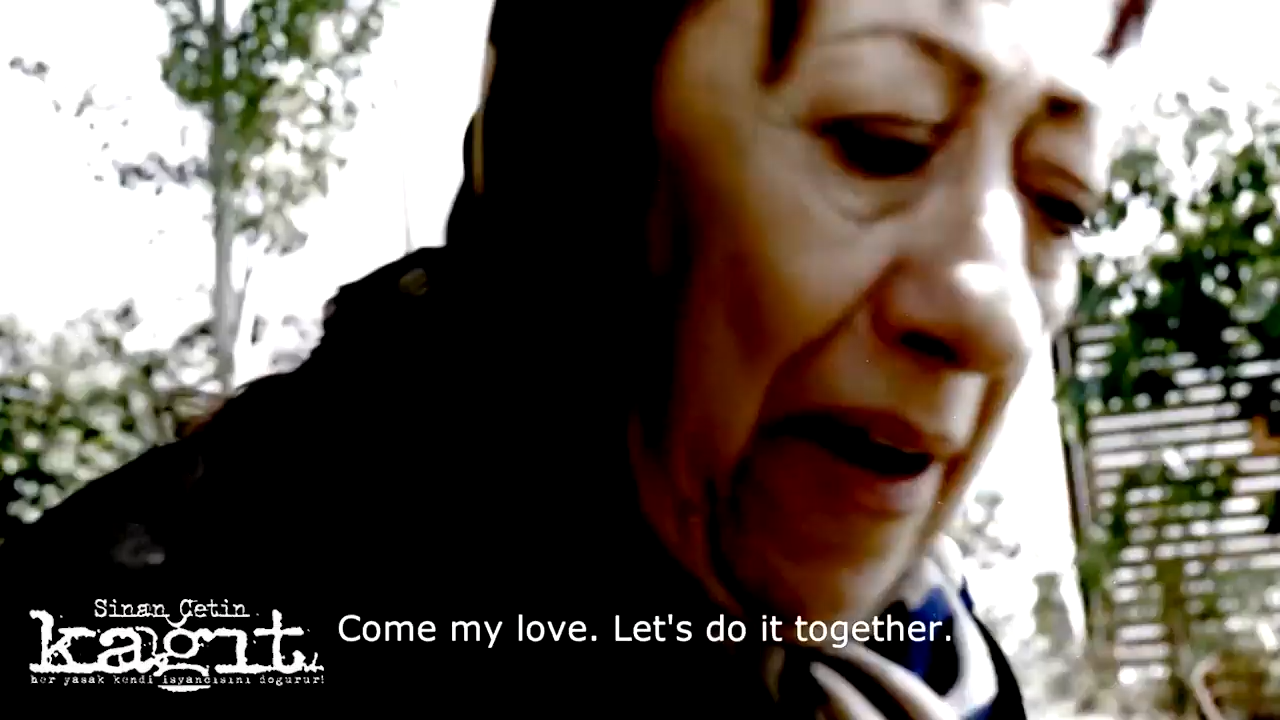 Sinan Çetin
kağıt
her yasak kendi isyancısını doğurur!
Come my love. Let's do it together.